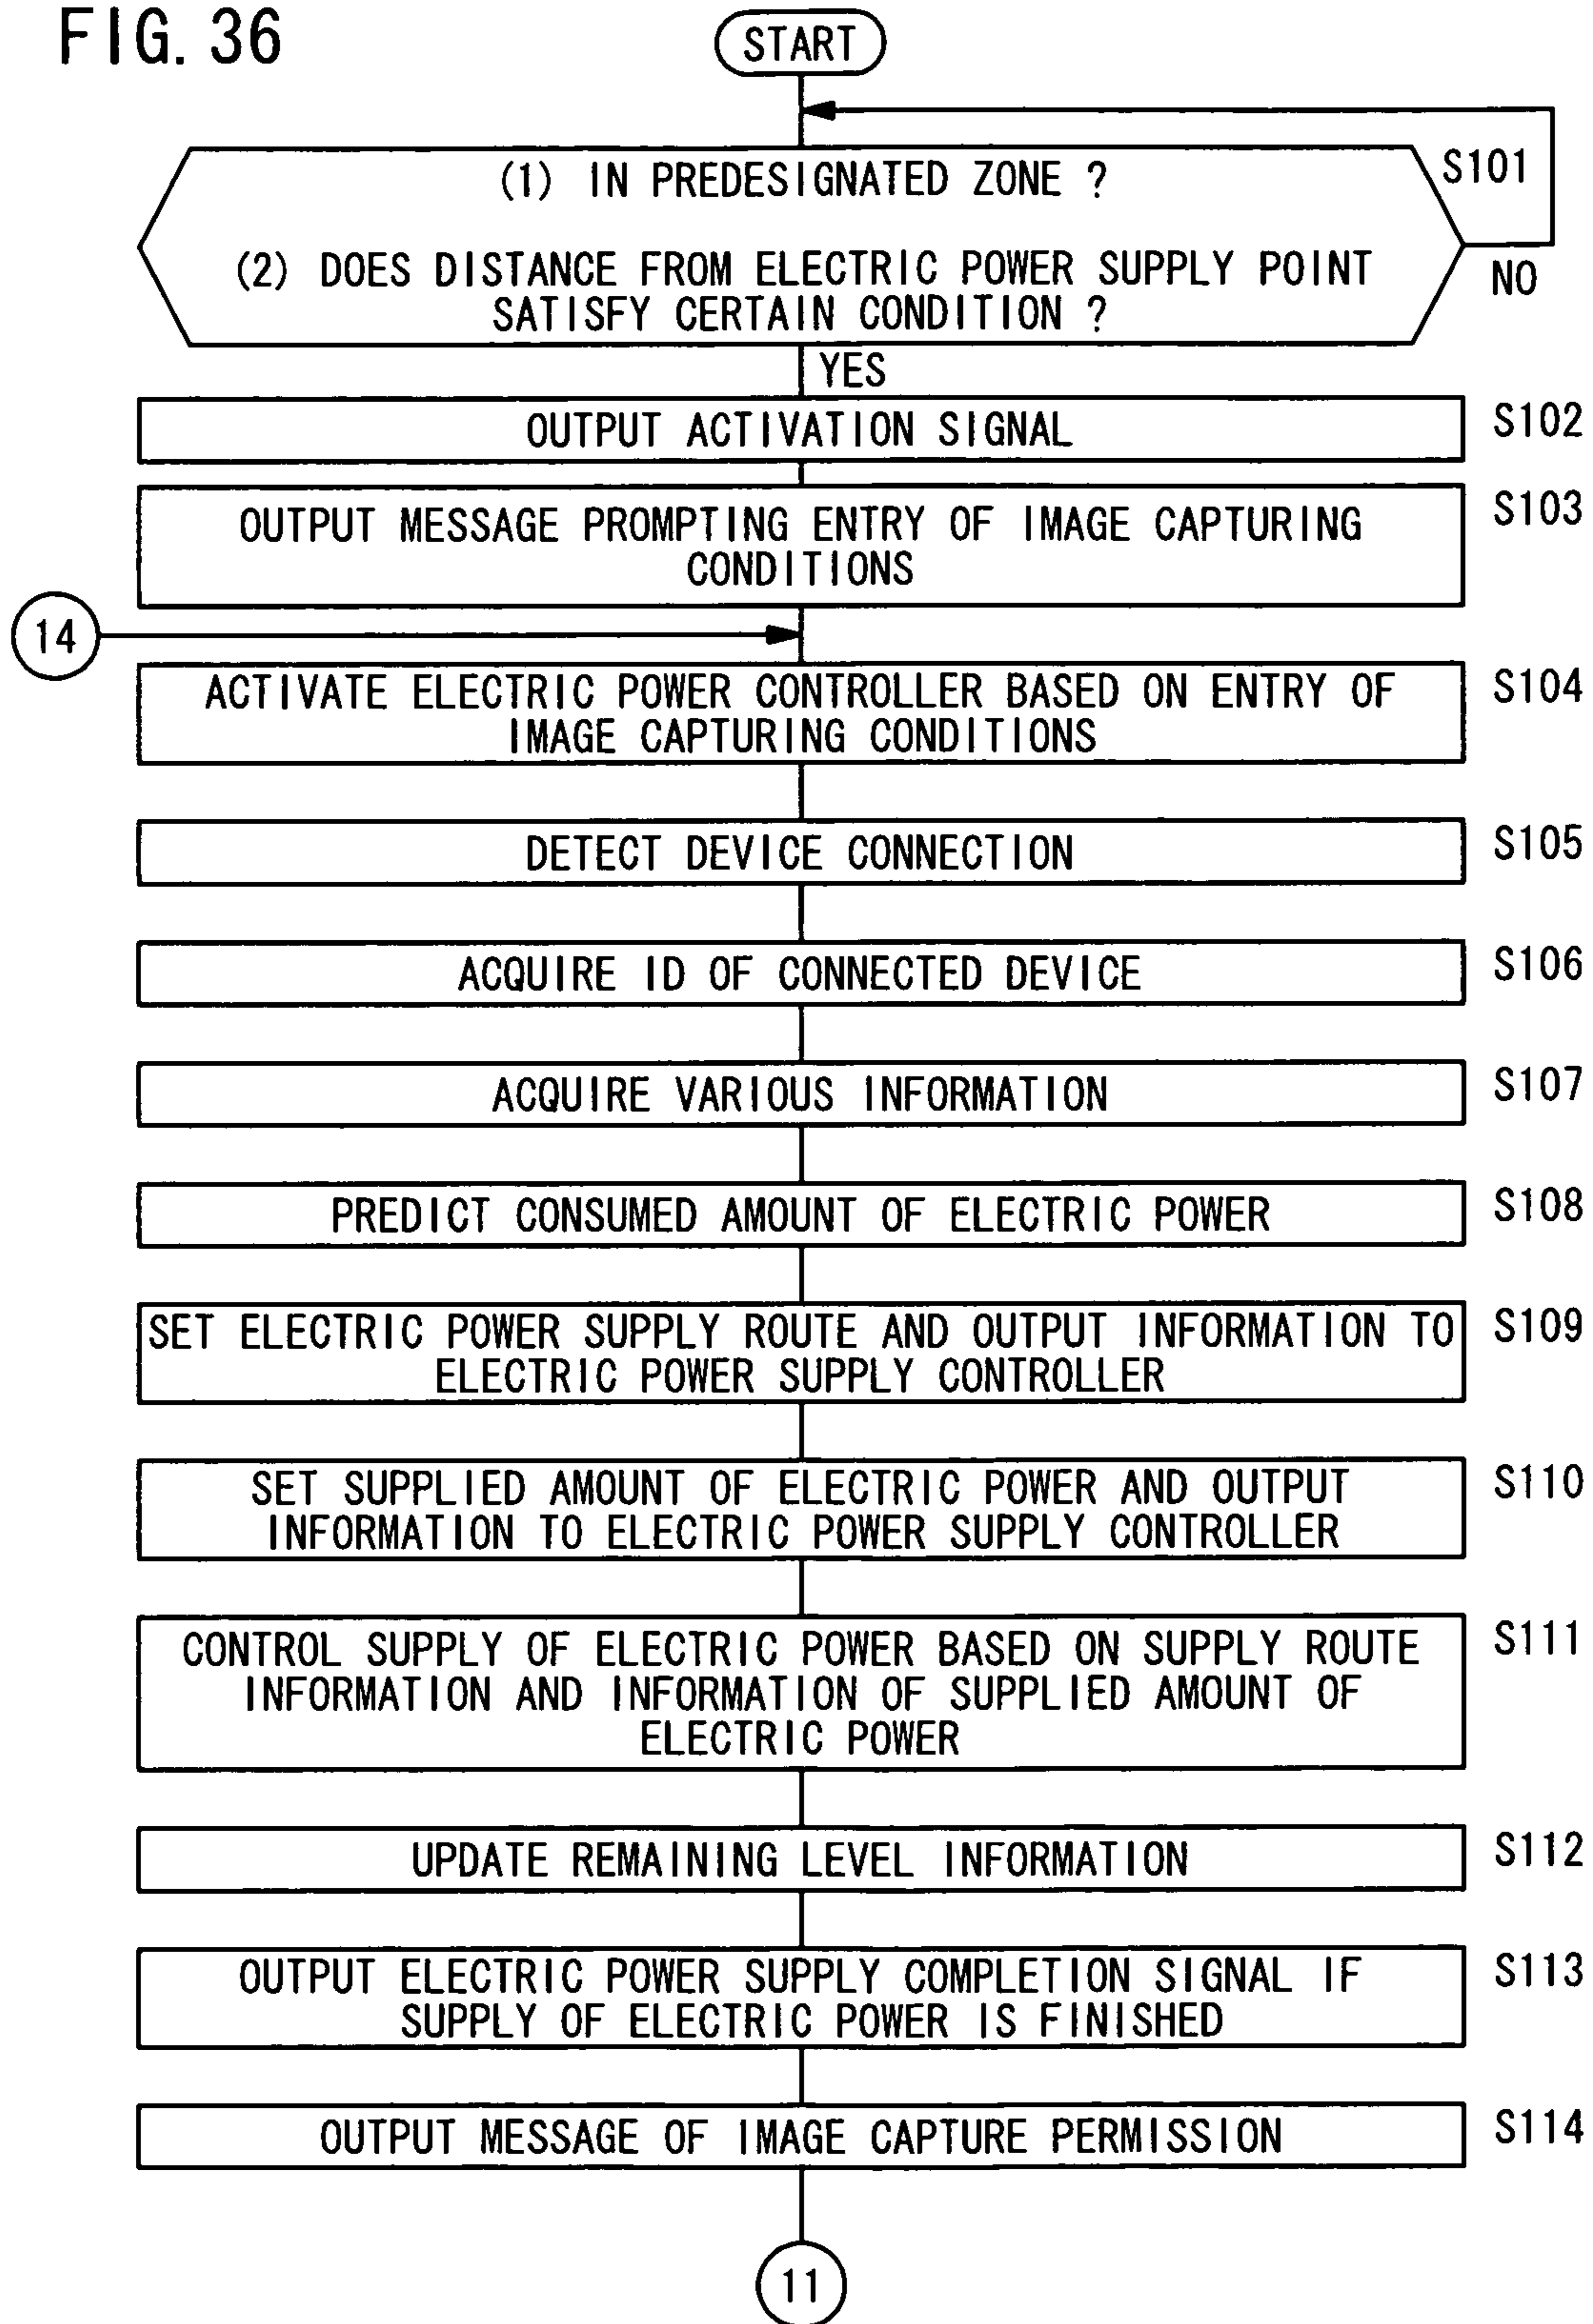 FIG. 36
START
(1) IN PREDESIGNATED ZONE ?
S101
(2) DOES DISTANCE FROM ELECTRIC POWER SUPPLY POINT
SATISFY CERTAIN CONDITION ?
NO
YES
OUTPUT ACTIVATION SIGNAL
S102
OUTPUT MESSAGE PROMPTING ENTRY OF IMAGE CAPTURING
CONDITIONS
S103
14
ACTIVATE ELECTRIC POWER CONTROLLER BASED ON ENTRY OF
IMAGE CAPTURING CONDITIONS
S104
DETECT DEVICE CONNECTION
S105
ACQUIRE ID OF CONNECTED DEVICE
S106
ACQUIRE VARIOUS INFORMATION
S107
PREDICT CONSUMED AMOUNT OF ELECTRIC POWER
S108
SET ELECTRIC POWER SUPPLY ROUTE AND OUTPUT INFORMATION TO
ELECTRIC POWER SUPPLY CONTROLLER
S109
SET SUPPLIED AMOUNT OF ELECTRIC POWER AND OUTPUT
INFORMATION TO ELECTRIC POWER SUPPLY CONTROLLER
S110
CONTROL SUPPLY OF ELECTRIC POWER BASED ON SUPPLY ROUTE
INFORMATION AND INFORMATION OF SUPPLIED AMOUNT OF
ELECTRIC POWER
S111
UPDATE REMAINING LEVEL INFORMATION
S112
OUTPUT ELECTRIC POWER SUPPLY COMPLETION SIGNAL IF
SUPPLY OF ELECTRIC POWER IS FINISHED
S113
OUTPUT MESSAGE OF IMAGE CAPTURE PERMISSION
S114
11